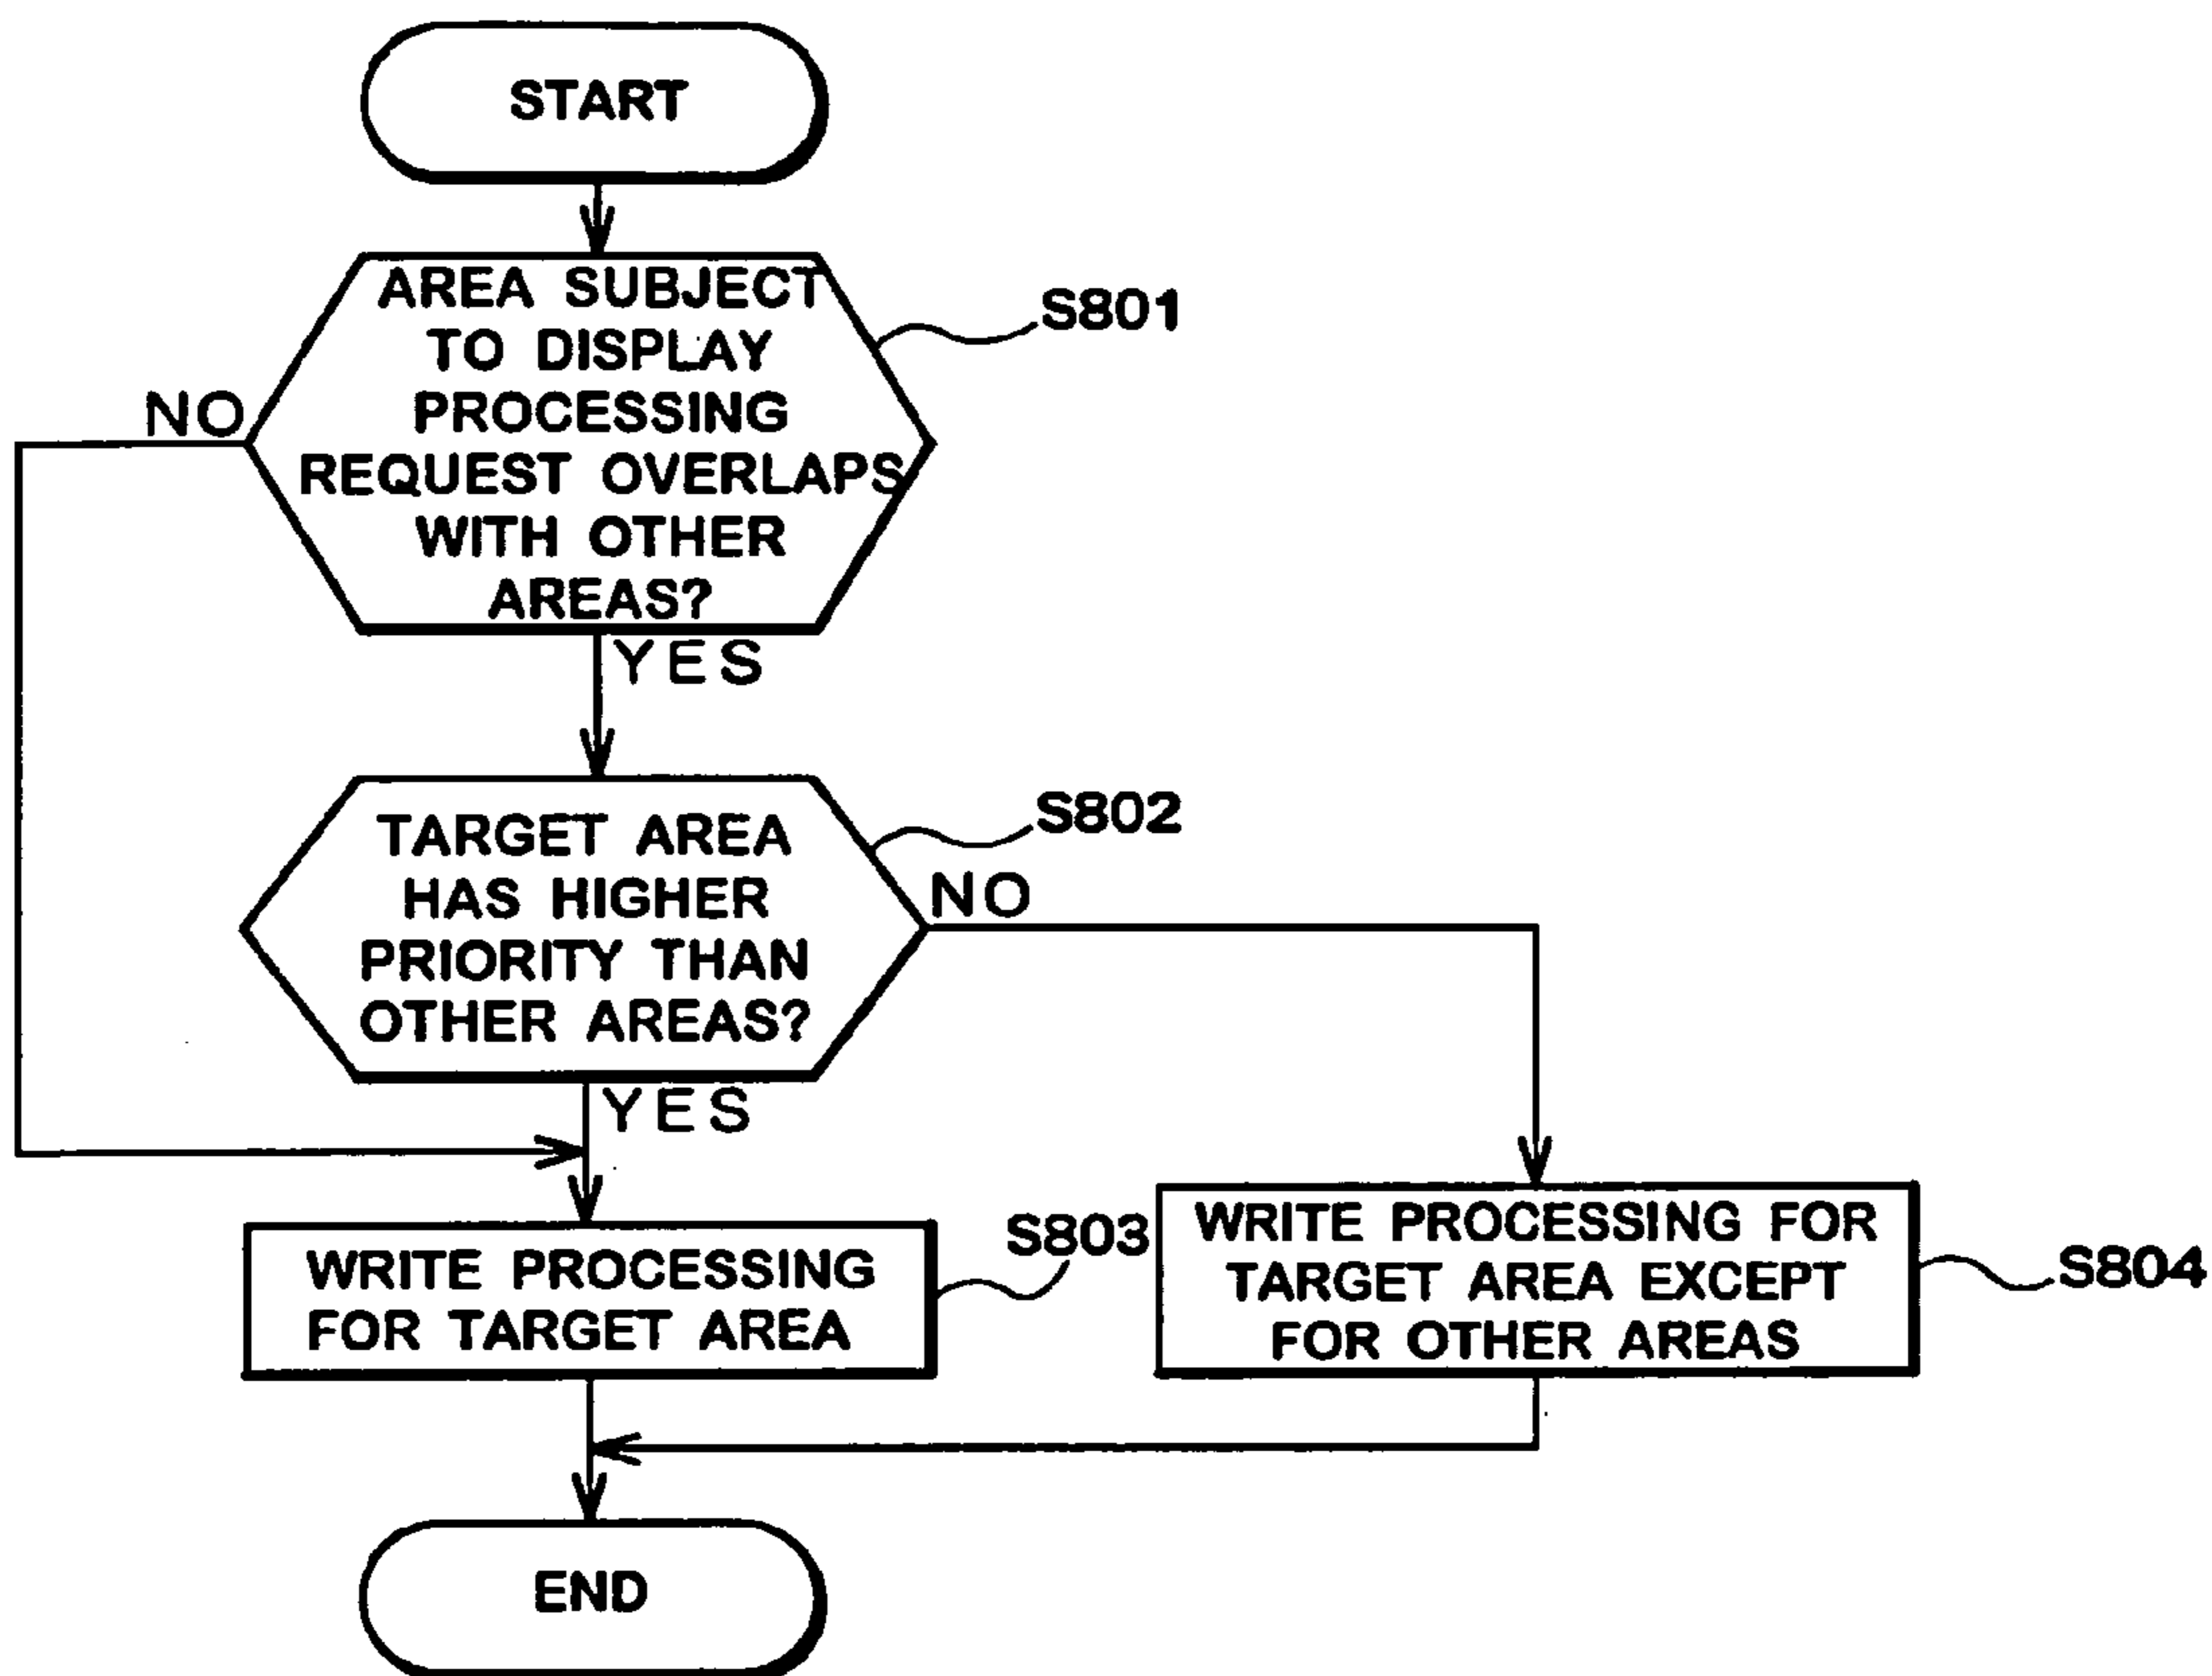 START
AREA SUBJECT
TO DISPLAY
PROCESSING
REQUEST OVERLAPS
WITH OTHER
AREAS?
S801
NO
YES
TARGET AREA
HAS HIGHER
PRIORITY THAN
OTHER AREAS?
S802
NO
YES
WRITE PROCESSING
FOR TARGET AREA
S803
WRITE PROCESSING FOR
TARGET AREA EXCEPT
FOR OTHER AREAS
S804
END